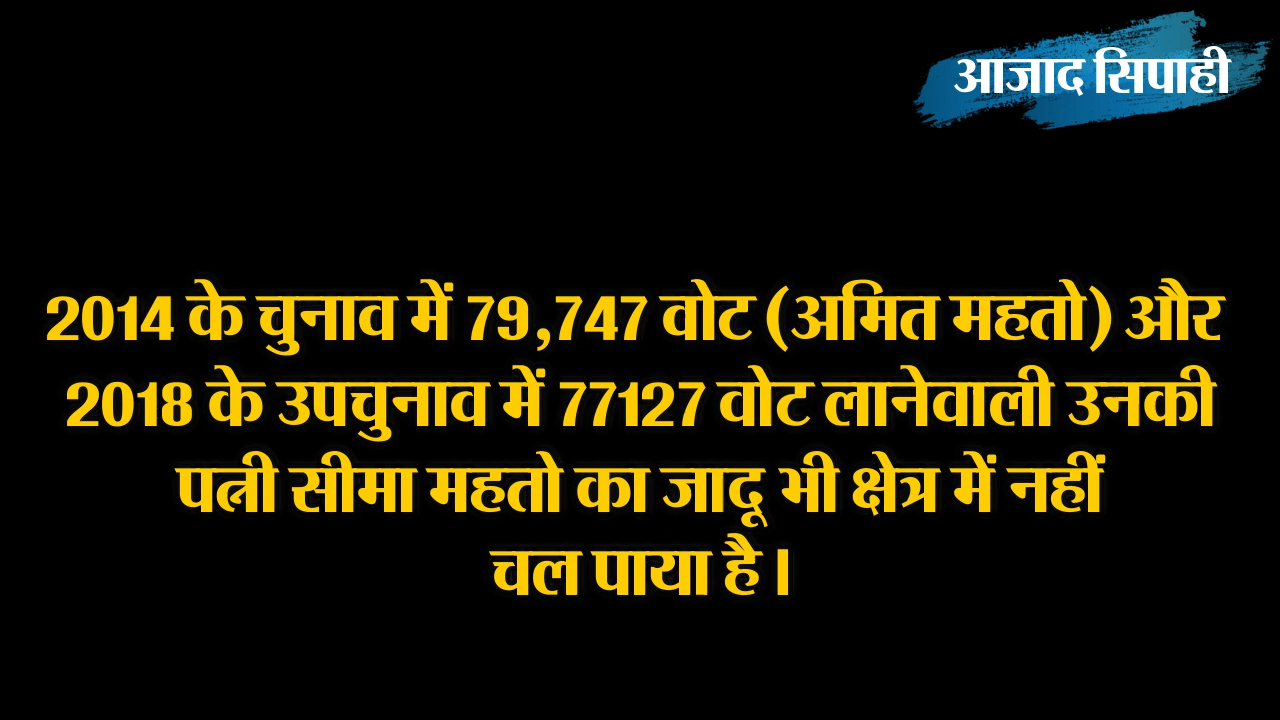 आजाद सिपाही
2014 के चुनाव में 79,747 वोट (अमित महतो) और
2018 के उपचुनाव में 77127 वोट लानेवाली उनकी
पत्नी सीमा महतो का जादू भी क्षेत्र में नहीं
चल पाया है।